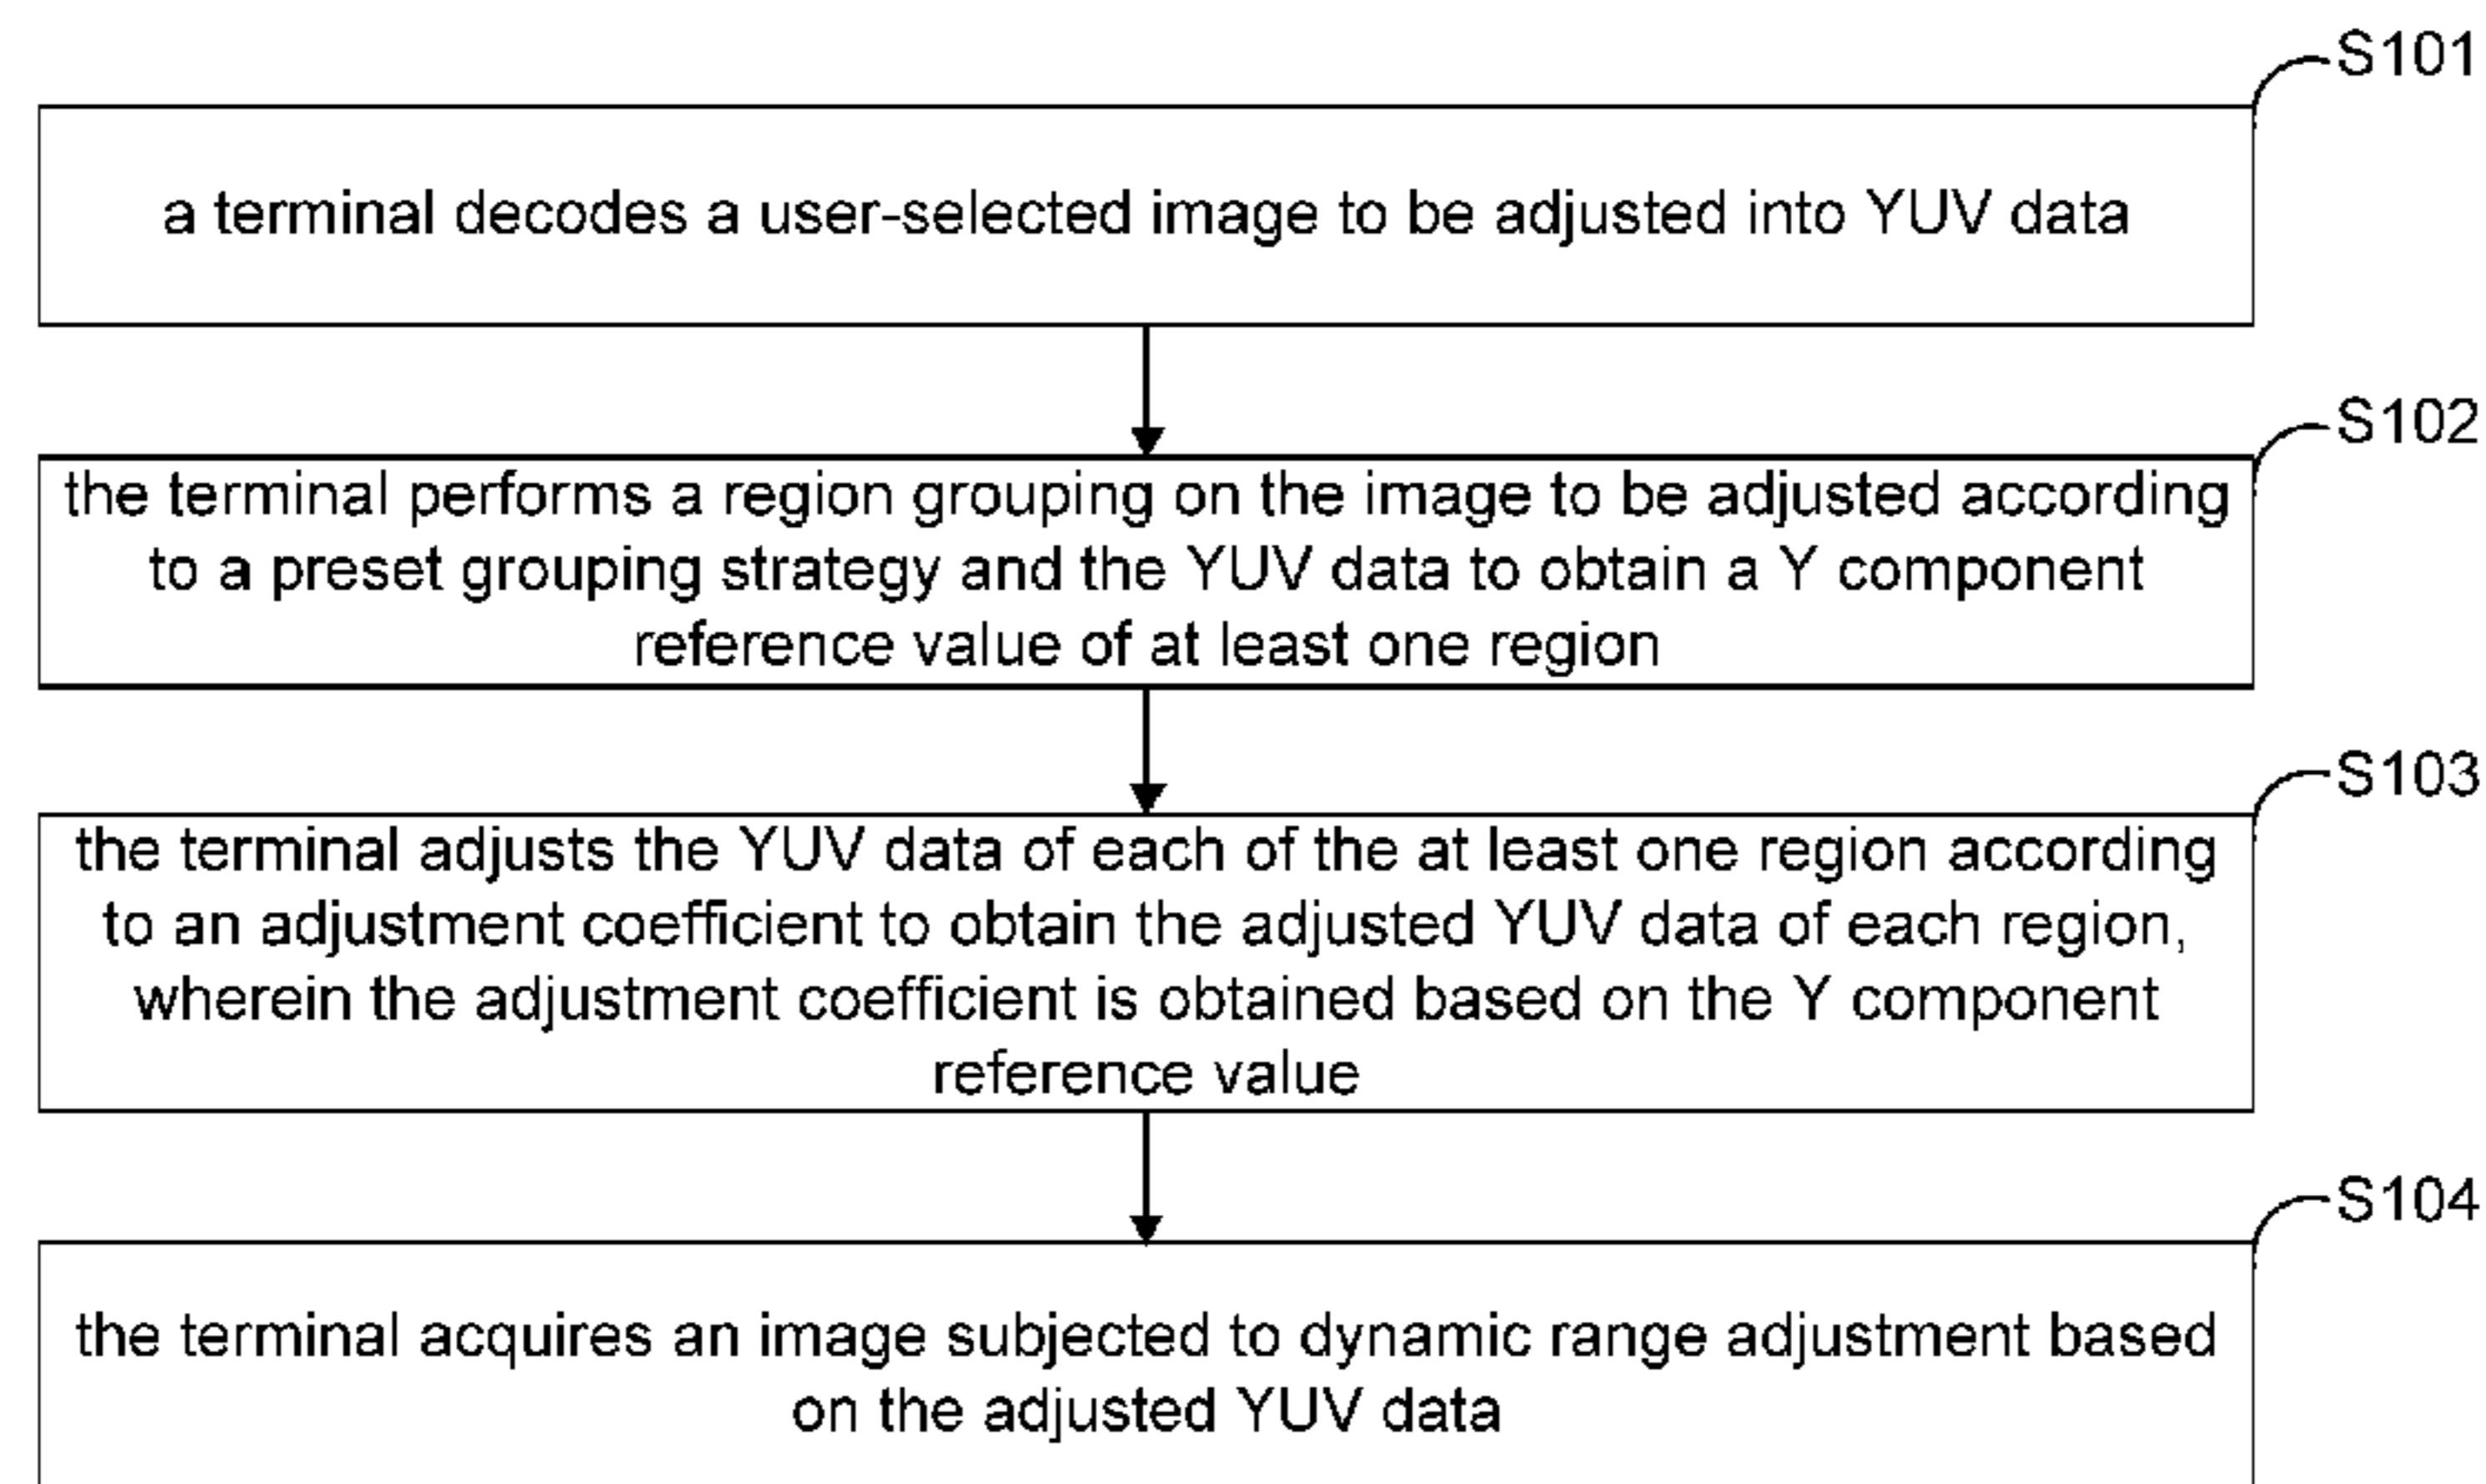 S101
a terminal decodes a user-selected image to be adjusted into YUV data
S102
the terminal performs a region grouping on the image to be adjusted according
to a preset grouping strategy and the YUV data to obtain a Y component
reference value of at least one region
S103
the terminal adjusts the YUV data of each of the at least one region according
to an adjustment coefficient to obtain the adjusted YUV data of each region,
wherein the adjustment coefficient is obtained based on the Y component
reference value
S104
the terminal acquires an image subjected to dynamic range adjustment based
on the adjusted YUV data